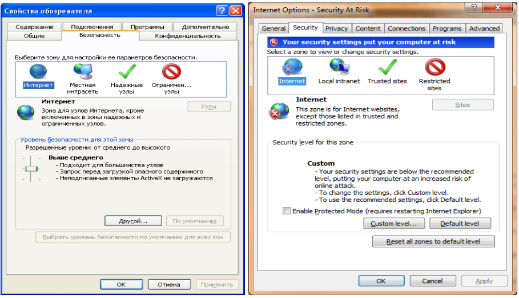 Свойства обозревателя
Содержание Подключения Программы Дополнительно
Общие Безопасность Конфиденциальность
Выберите зону для настройки ее параметров безопасности.
Интернет Местная интрасеть Надежные узлы Ограничен... узлы
Интернет
Зона для узлов Интернета, кроме
включенных в зоны надежных и
ограниченных узлов.
Узлы
Уровень безопасности для этой зоны
Разрешенные уровни: от среднего до высокого
Выше среднего
- Подходит для большинства узлов
- Запрос перед загрузкой опасного содержимого
- Неподписанные элементы ActiveX не загружаются
Другой... По умолчанию
Выбрать уровень безопасности по умолчанию для всех зон
ОК Отмена Применить
Internet Options - Security At Risk
General Security Privacy Content Connections Programs Advanced
Your security settings put your computer at risk
Select a zone to view or change security settings.
Internet Local intranet Trusted sites Restricted sites
Internet
This zone is for Internet websites,
except those listed in trusted and
restricted zones.
Sites
Security level for this zone
Custom
- Your security settings are below the recommended
level, putting your computer at an increased risk of
online attack.
- To change the settings, click Custom level.
- To use the recommended settings, click Default level.
Enable Protected Mode (requires restarting Internet Explorer)
Custom level... Default level
Reset all zones to default level
OK Cancel Apply